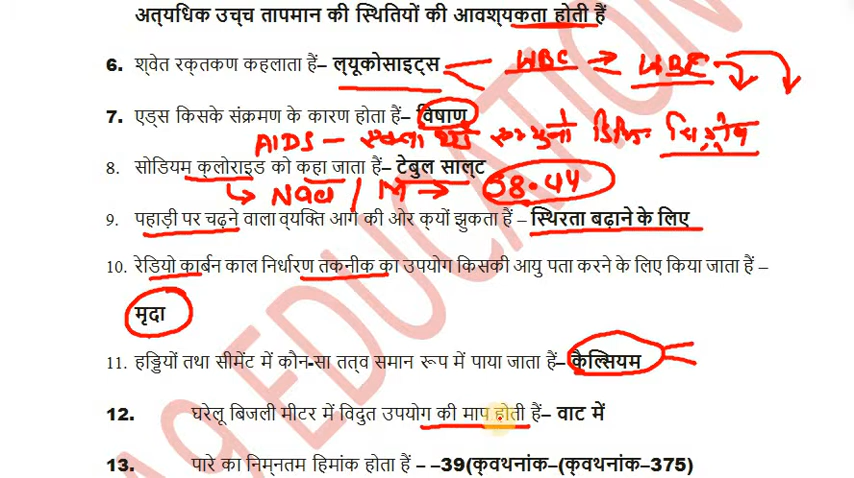 अत्यधिक उच्च तापमान की स्थितियों की आवश्यकता होती हैं
6. श्वेत रक्तकण कहलाता हैं- ल्यूकोसाइट्स WBC WBC
7. एड्स किसके संक्रमण के कारण होता हैं- विषाणु
AIDS -
8. सोडियम क्लोराइड को कहा जाता हैं- टेबुल साल्ट
NaCl / M → 58.44
9. पहाड़ी पर चढ़ने वाला व्यक्ति आगे की ओर क्यों झुकता हैं – स्थिरता बढ़ाने के लिए
10. रेडियो कार्बन काल निर्धारण तकनीक का उपयोग किसकी आयु पता करने के लिए किया जाता हैं –
मृदा
11. हड्डियों तथा सीमेंट में कौन-सा तत्व समान रूप में पाया जाता हैं- कैल्सियम
12. घरेलू बिजली मीटर में विदुत उपयोग की माप होती हैं- वाट में
13. पारे का निम्नतम हिमांक होता हैं – -39(क्वथनांक-(क्वथनांक-375)
A9 EDUCATION